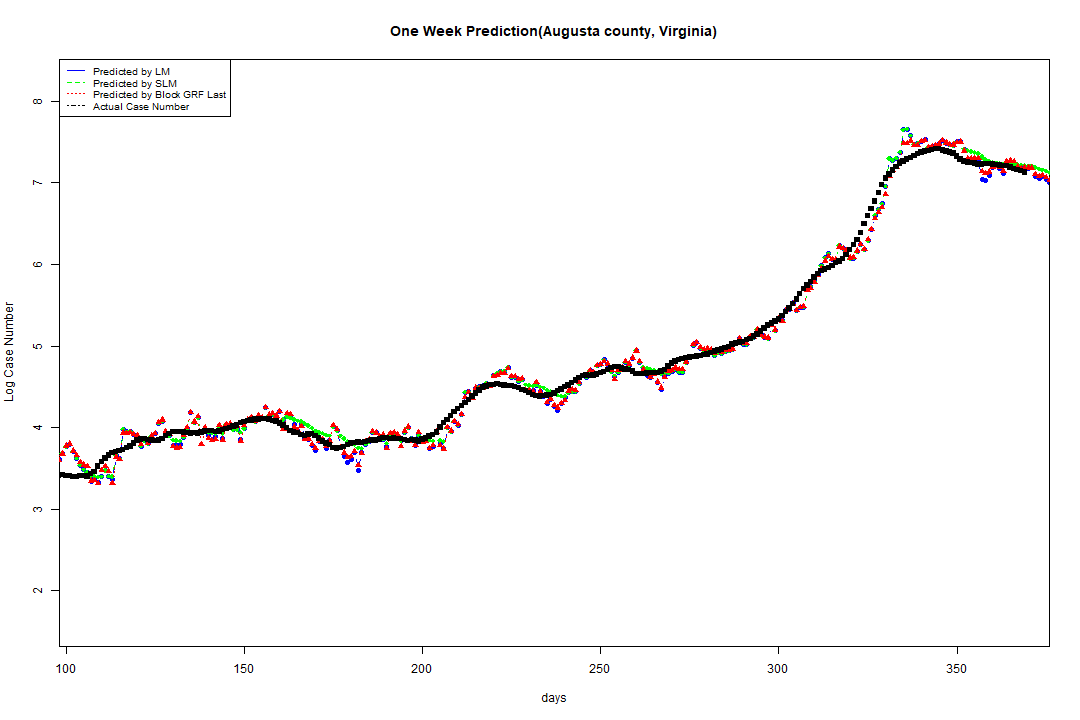 One Week Prediction(Augusta county, Virginia)
Predicted by LM
Predicted by SLM
Predicted by Block GRF Last
Actual Case Number
Log Case Number
8
7
6
5
4
3
2
100 150 200 250 300 350
days